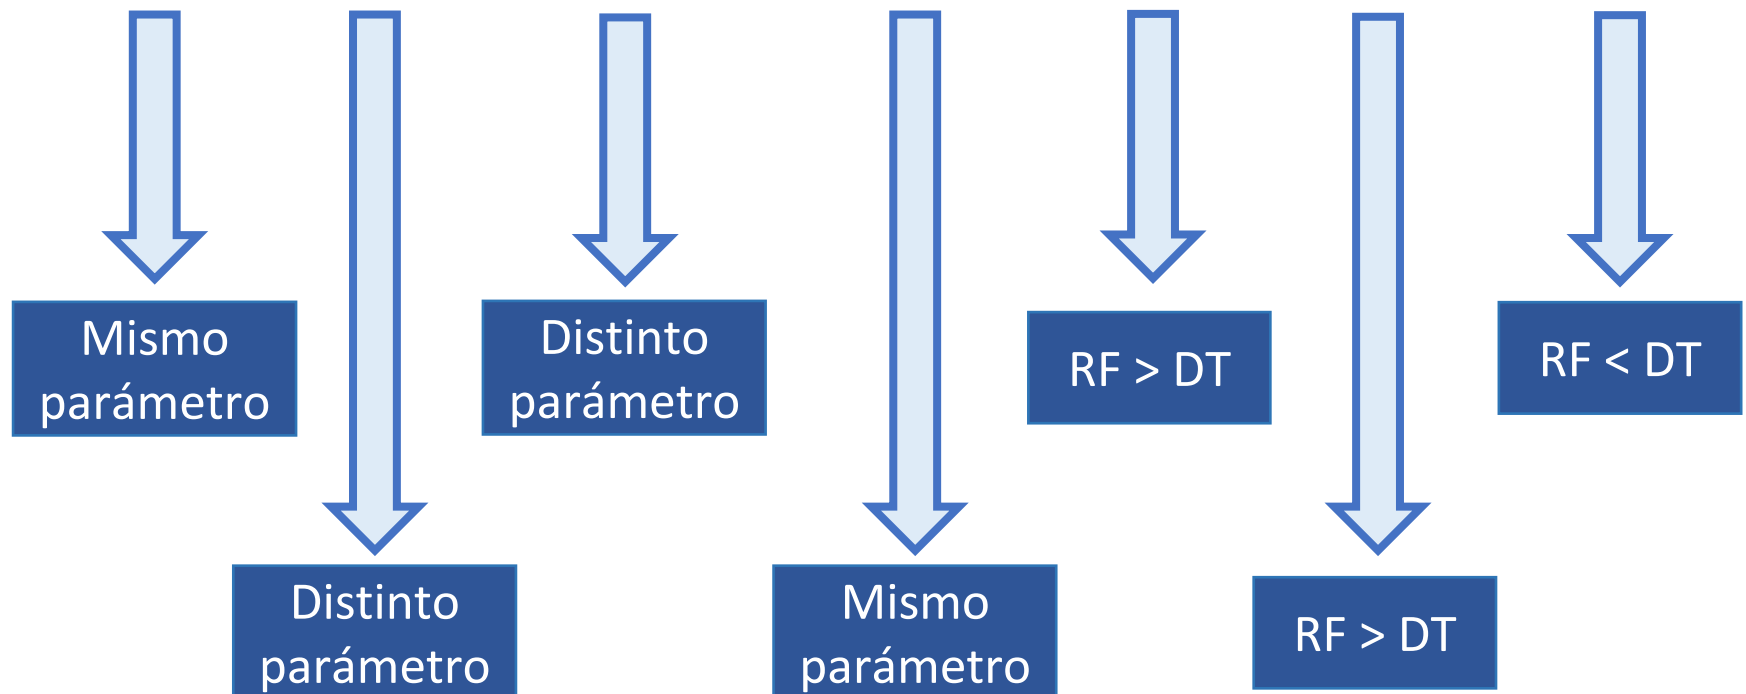 Mismo
parámetro
Distinto
parámetro
RF > DT
RF < DT
Distinto
parámetro
Mismo
parámetro
RF > DT